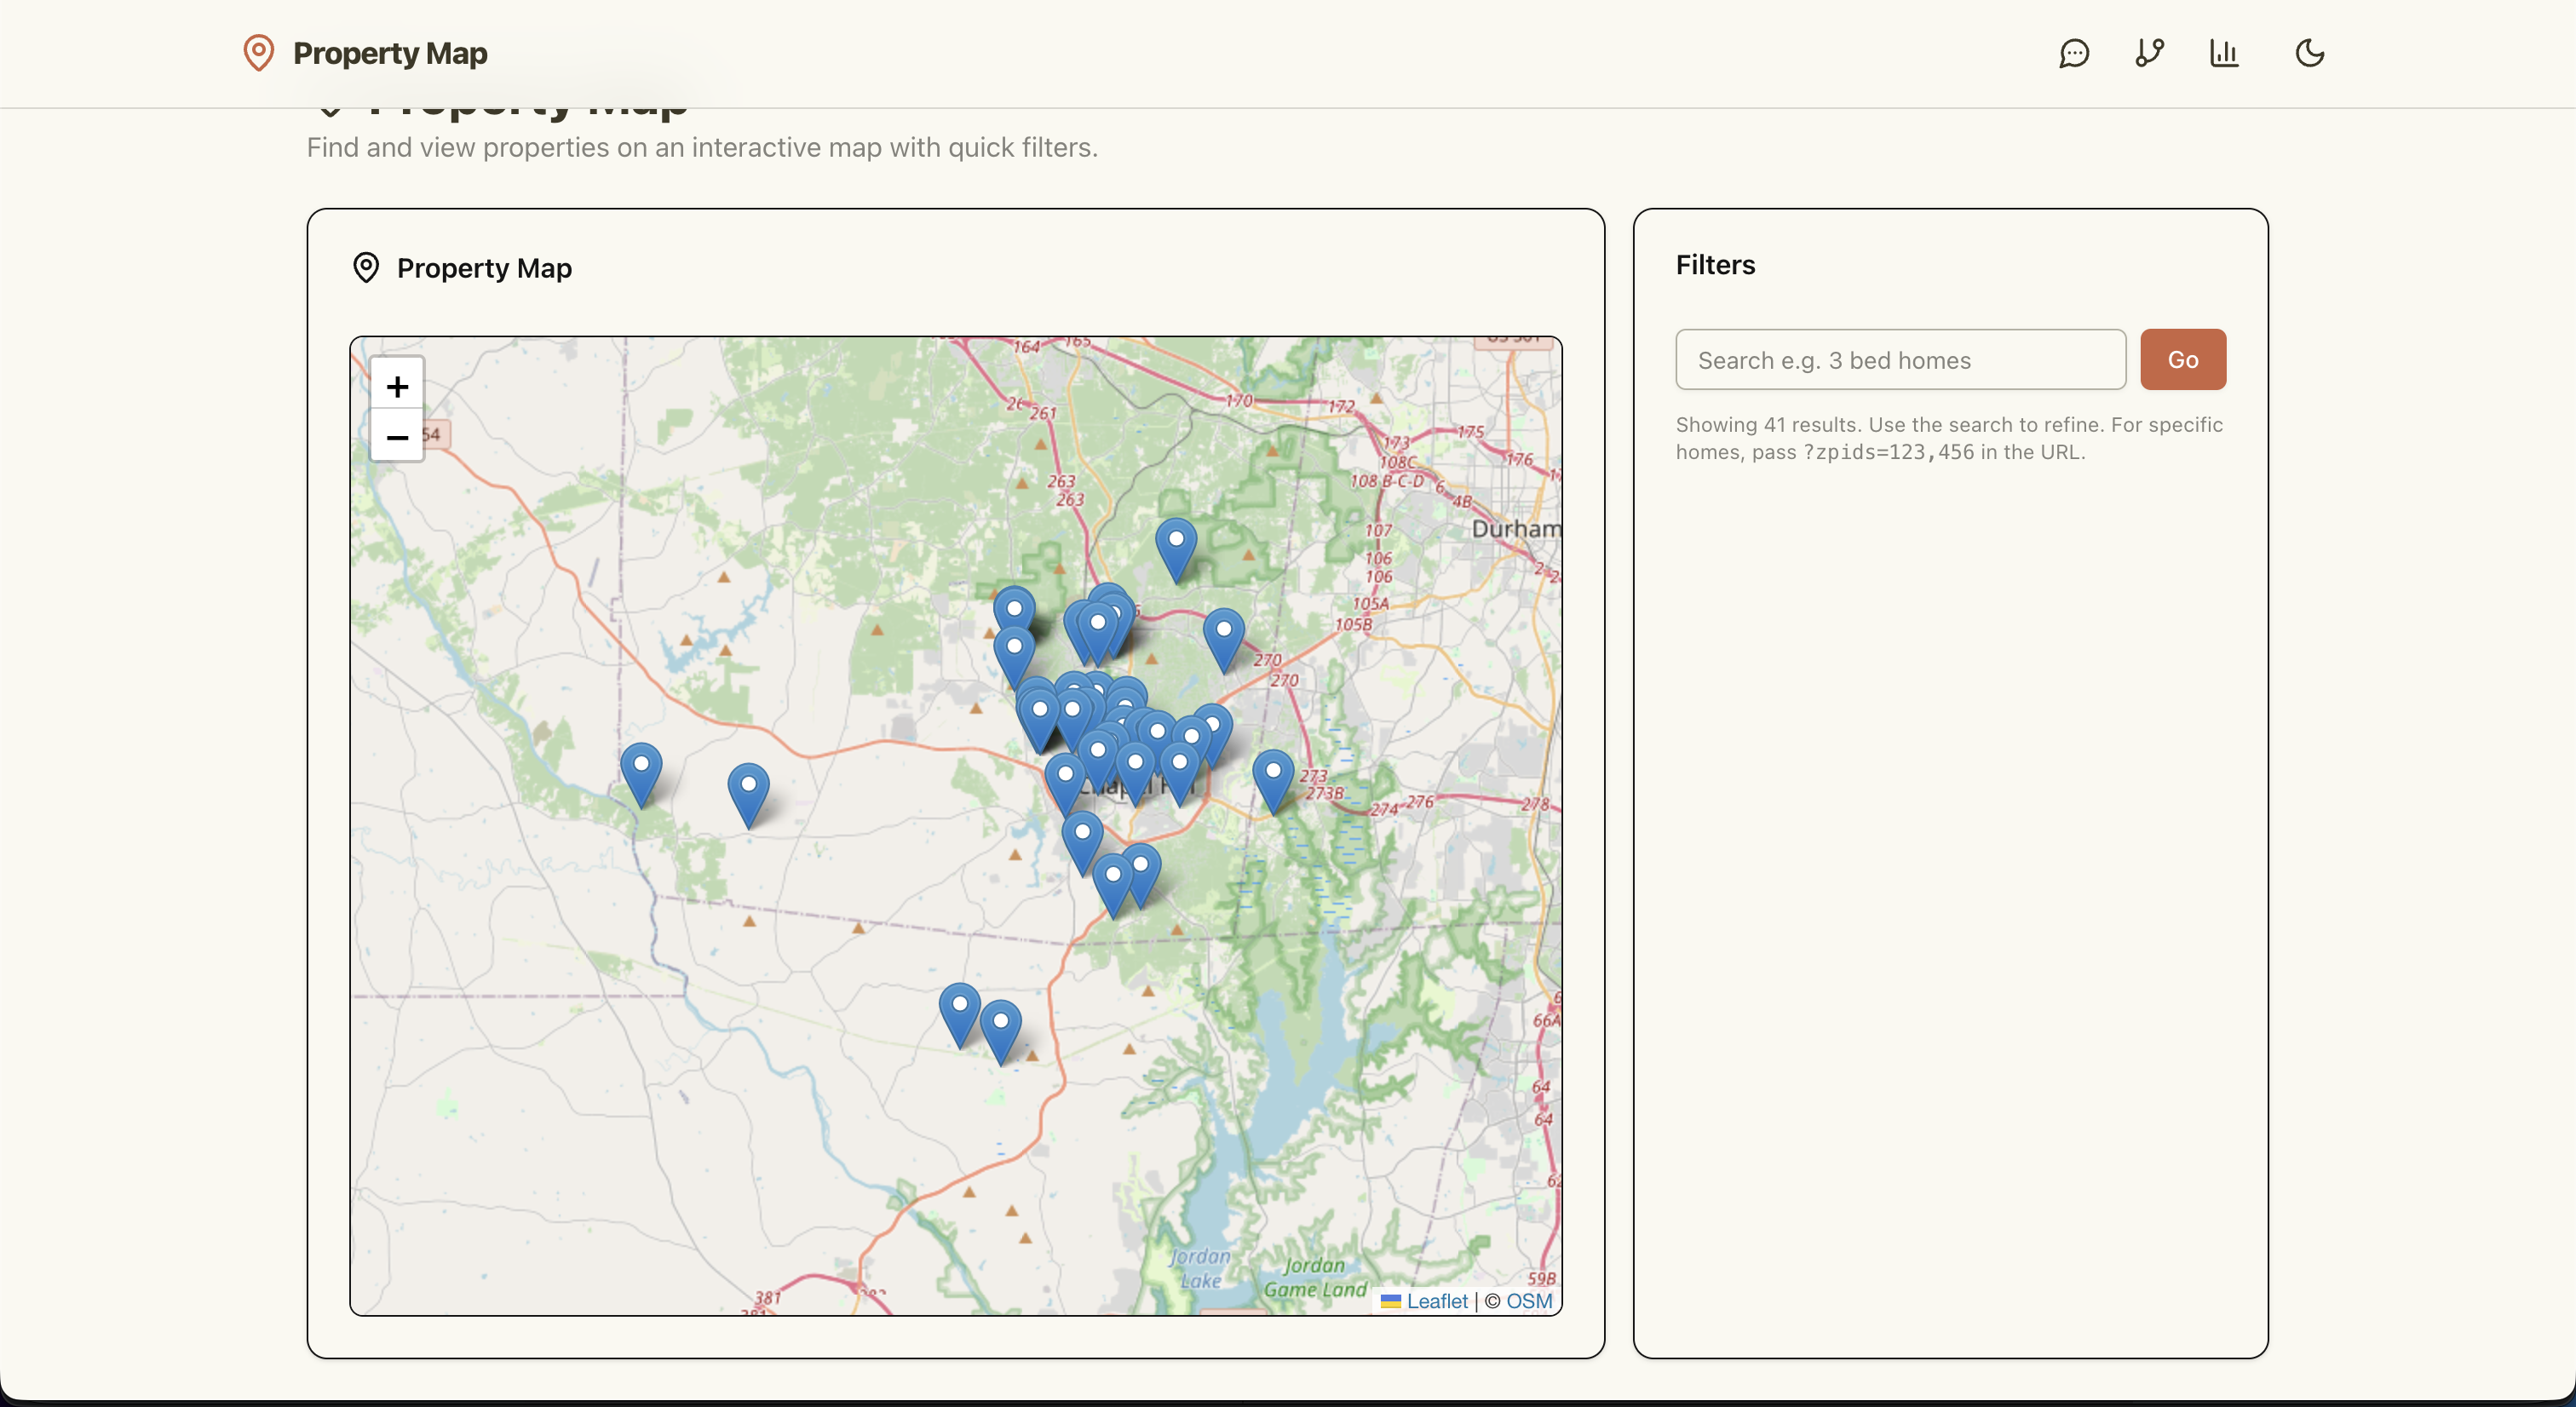 Property Map
Property Map
Find and view properties on an interactive map with quick filters.
Property Map
Filters
+
−
Search e.g. 3 bed homes
Go
Showing 41 results. Use the search to refine. For specific
homes, pass ?zpids=123,456 in the URL.
164
165
170
172
261
54
173
175
176
108C
108 B-C-D
6
4B
263
263
107
Durham
106
106
105A
105B
270
270
273
273B
274
276
278
66A
64
64
Jordan
Lake
Jordan
Game Land
59B
381
Leaflet | © OSM